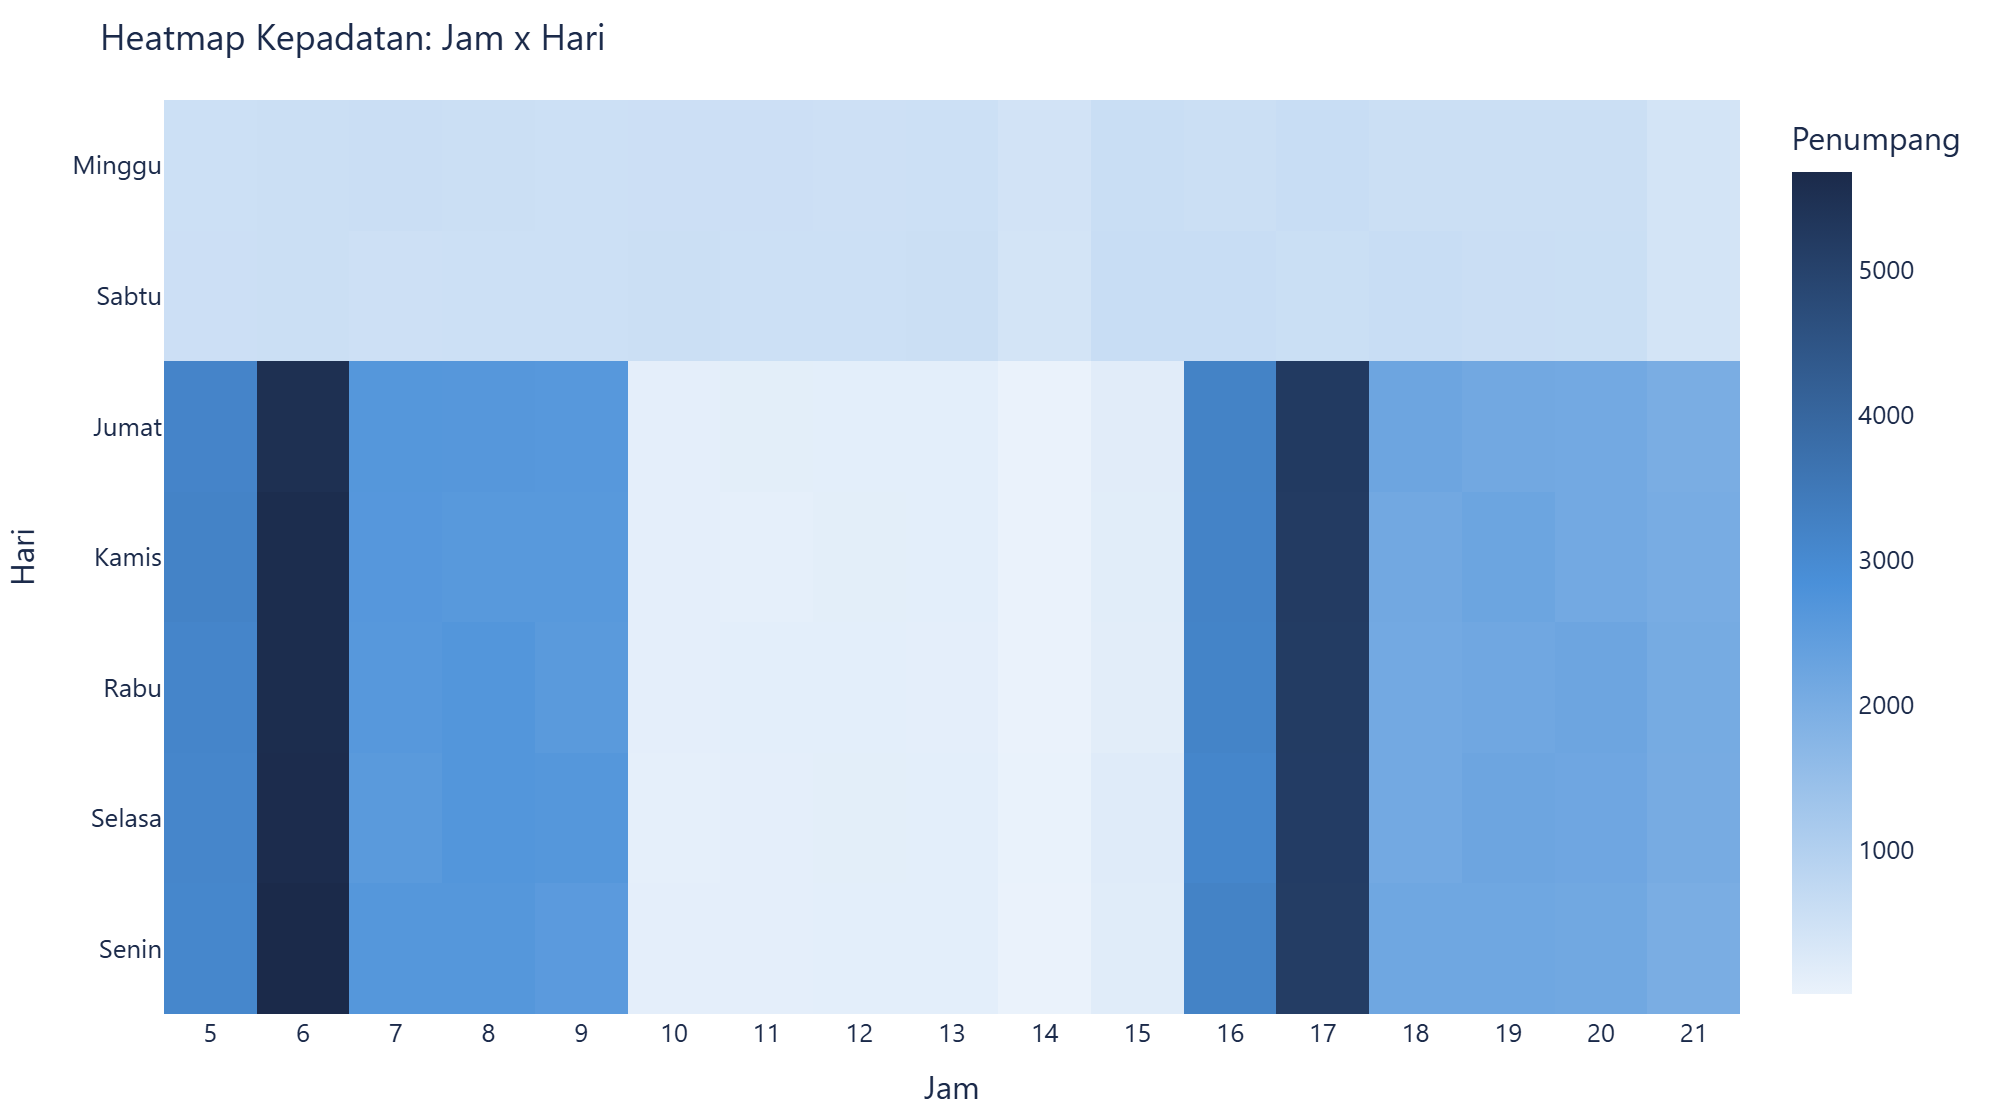 Heatmap Kepadatan: Jam x Hari
Penumpang
5000
4000
3000
2000
1000
Hari
Minggu
Sabtu
Jumat
Kamis
Rabu
Selasa
Senin
5 6 7 8 9 10 11 12 13 14 15 16 17 18 19 20 21
Jam